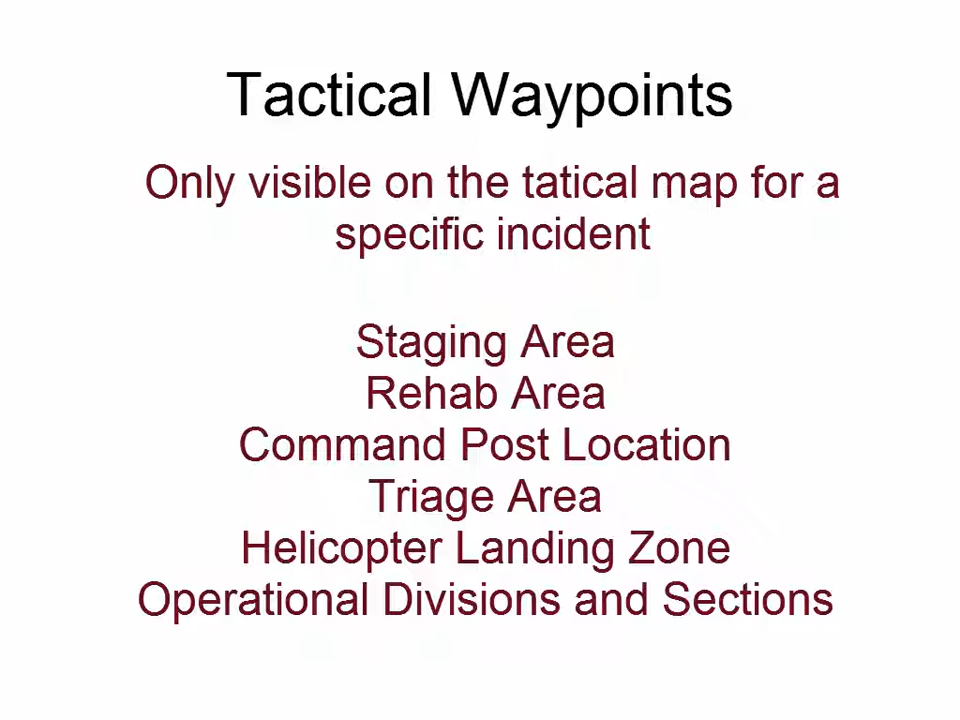 Tactical Waypoints
Only visible on the tatical map for a
specific incident
Staging Area
Rehab Area
Command Post Location
Triage Area
Helicopter Landing Zone
Operational Divisions and Sections